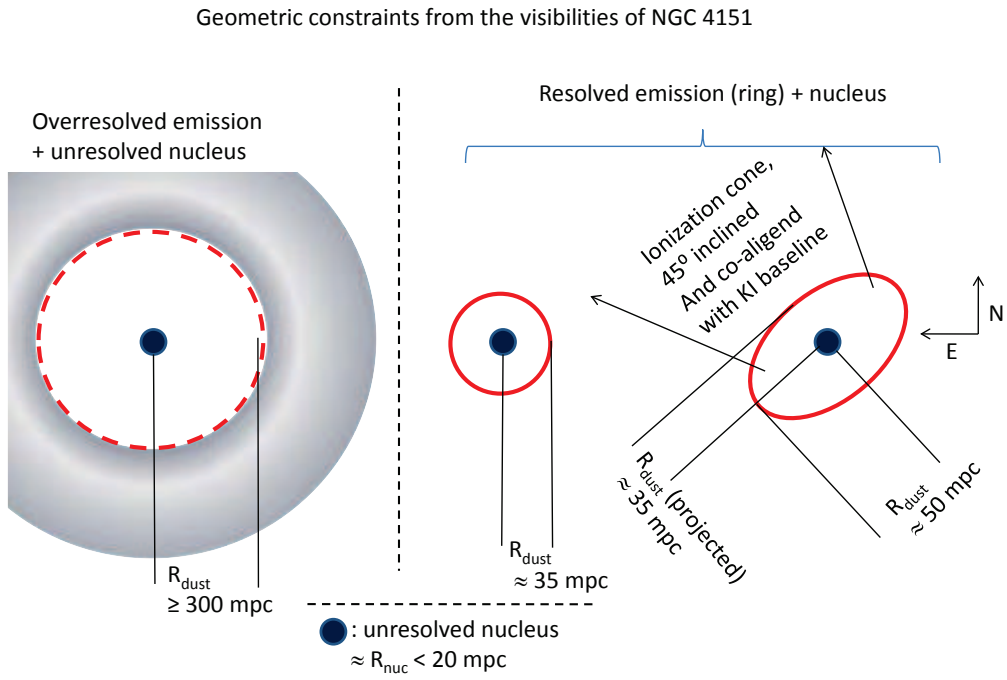 Geometric constraints from the visibilities of NGC 4151
Overresolved emission
+ unresolved nucleus
Resolved emission (ring) + nucleus
Ionization cone,
45° inclined
And co-aligend
with KI baseline
N
E
R_dust
≥ 300 mpc
R_dust
≈ 35 mpc
R_dust (projected)
≈ 35 mpc
R_dust
≈ 50 mpc
: unresolved nucleus
≈ R_nuc < 20 mpc